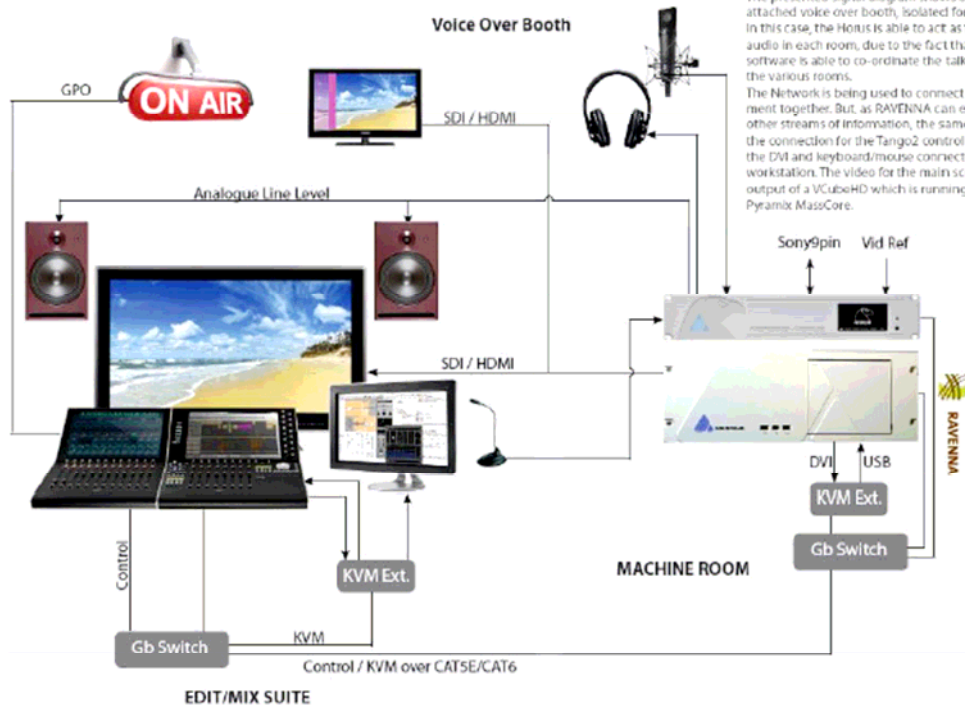 attached voice over booth, isolated for
In this case, the Horus is able to act as
audio in each room, due to the fact tha
software is able to co-ordinate the talk
the various rooms.
The Network is being used to connect
ment together. But, as RAVENNA can e
other streams of information, the same
the connection for the Tango2 control
the DVI and keyboard/mouse connect
workstation. The video for the main sc
output of a VCubeHD which is running
Pyramix MassCore.
Voice Over Booth
GPO
ON AIR
SDI / HDMI
Analogue Line Level
Sony9pin
Vid Ref
SDI / HDMI
RAVENNA
DVI
USB
KVM Ext.
Gb Switch
MACHINE ROOM
KVM Ext.
Control
Gb Switch
KVM
Control / KVM over CAT5E/CAT6
EDIT/MIX SUITE